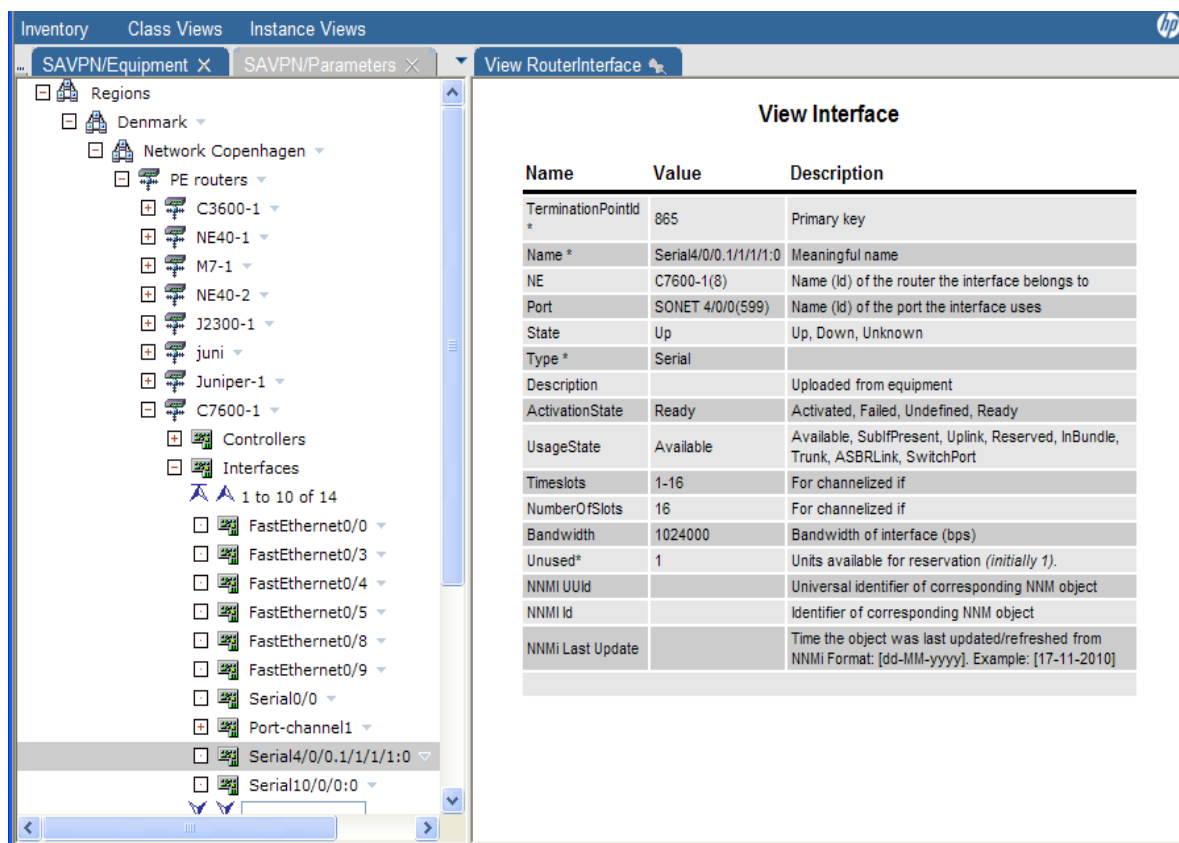 Inventory Class Views Instance Views
hp
... SAVPN/Equipment X SAVPN/Parameters X View RouterInterface
Regions
Denmark
Network Copenhagen
PE routers
C3600-1
NE40-1
M7-1
NE40-2
J2300-1
juni
Juniper-1
C7600-1
Controllers
Interfaces
1 to 10 of 14
FastEthernet0/0
FastEthernet0/3
FastEthernet0/4
FastEthernet0/5
FastEthernet0/8
FastEthernet0/9
Serial0/0
Port-channel1
Serial4/0/0.1/1/1/1:0
Serial10/0/0:0
View Interface
Name Value Description
TerminationPointId
* 865 Primary key
Name * Serial4/0/0.1/1/1/1:0 Meaningful name
NE C7600-1(8) Name (Id) of the router the interface belongs to
Port SONET 4/0/0(599) Name (Id) of the port the interface uses
State Up Up, Down, Unknown
Type * Serial
Description Uploaded from equipment
ActivationState Ready Activated, Failed, Undefined, Ready
UsageState Available Available, SubIfPresent, Uplink, Reserved, InBundle,
Trunk, ASBRLink, SwitchPort
Timeslots 1-16 For channelized if
NumberOfSlots 16 For channelized if
Bandwidth 1024000 Bandwidth of interface (bps)
Unused* 1 Units available for reservation (initially 1).
NNMI UUId Universal identifier of corresponding NNM object
NNMI Id Identifier of corresponding NNM object
NNMi Last Update Time the object was last updated/refreshed from
NNMi Format: [dd-MM-yyyy]. Example: [17-11-2010]